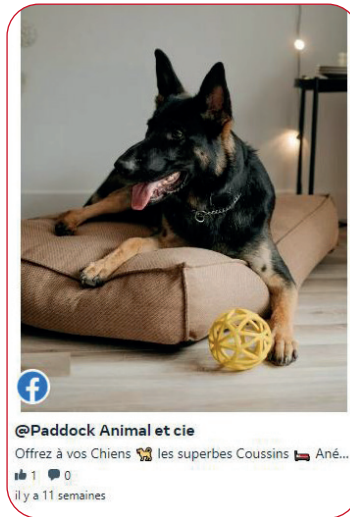 @Paddock Animal et cie
Offrez à vos Chiens 🐕 les superbes Coussins 🛏️ Ané...
👍 1 💬 0
il y a 11 semaines